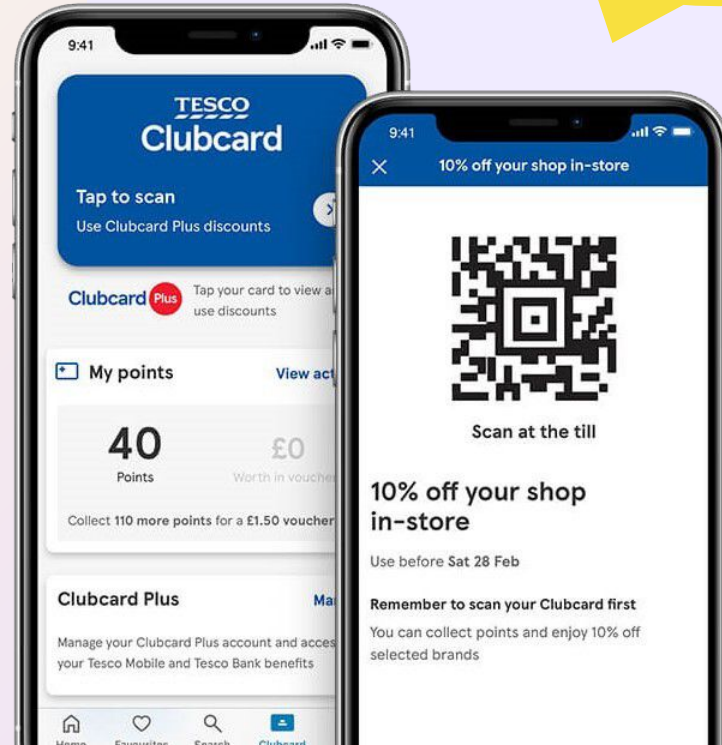 9:41
TESCO
Clubcard
Tap to scan
Use Clubcard Plus discounts
Clubcard Plus
Tap your card to view
use discounts
My points
View
40
Points
£0
Worth in
Collect 110 more points for a £1.50 voucher
Clubcard Plus
Manage your Clubcard Plus account and
your Tesco Mobile and Tesco Bank benefits
Home
Favourites
Search
Clubcard
9:41
10% off your shop in-store
Scan at the till
10% off your shop
in-store
Use before Sat 28 Feb
Remember to scan your Clubcard first
You can collect points and enjoy 10% off
selected brands